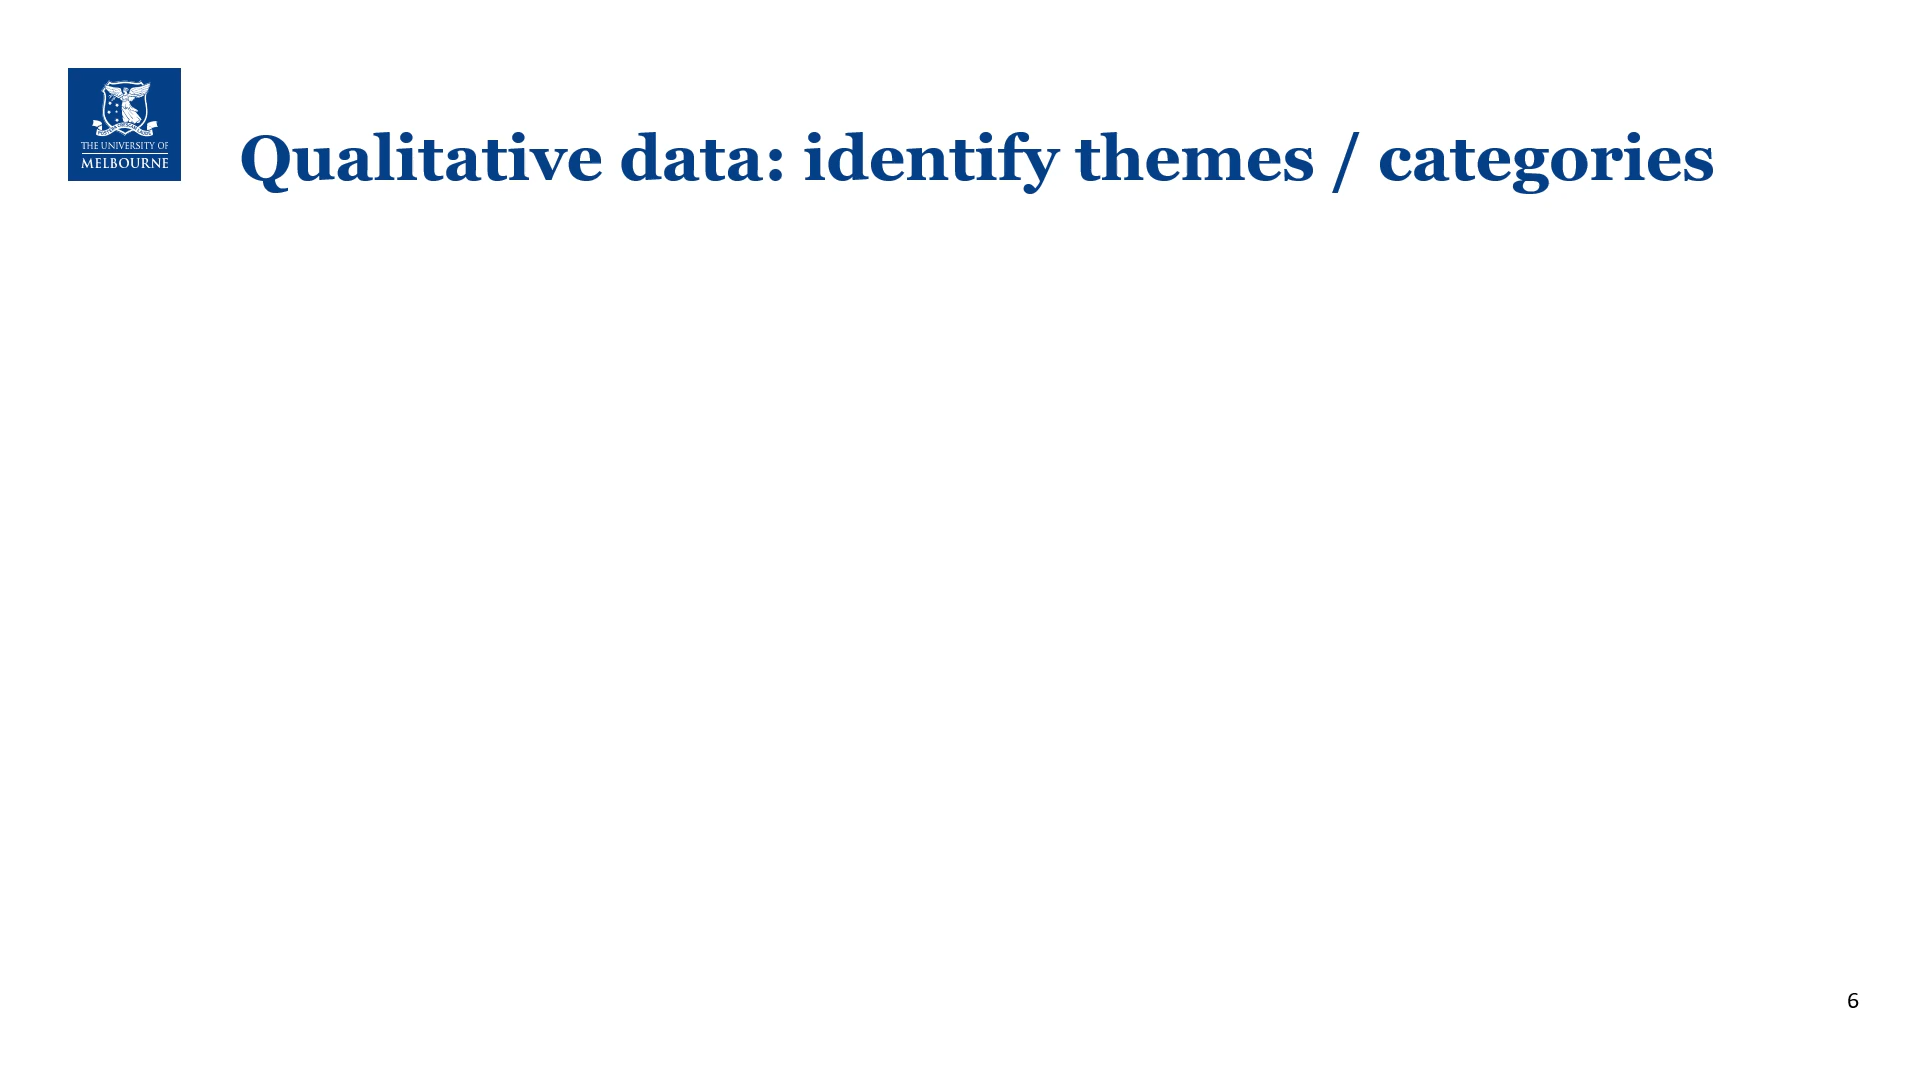 THE UNIVERSITY OF
MELBOURNE
Qualitative data: identify themes / categories
6